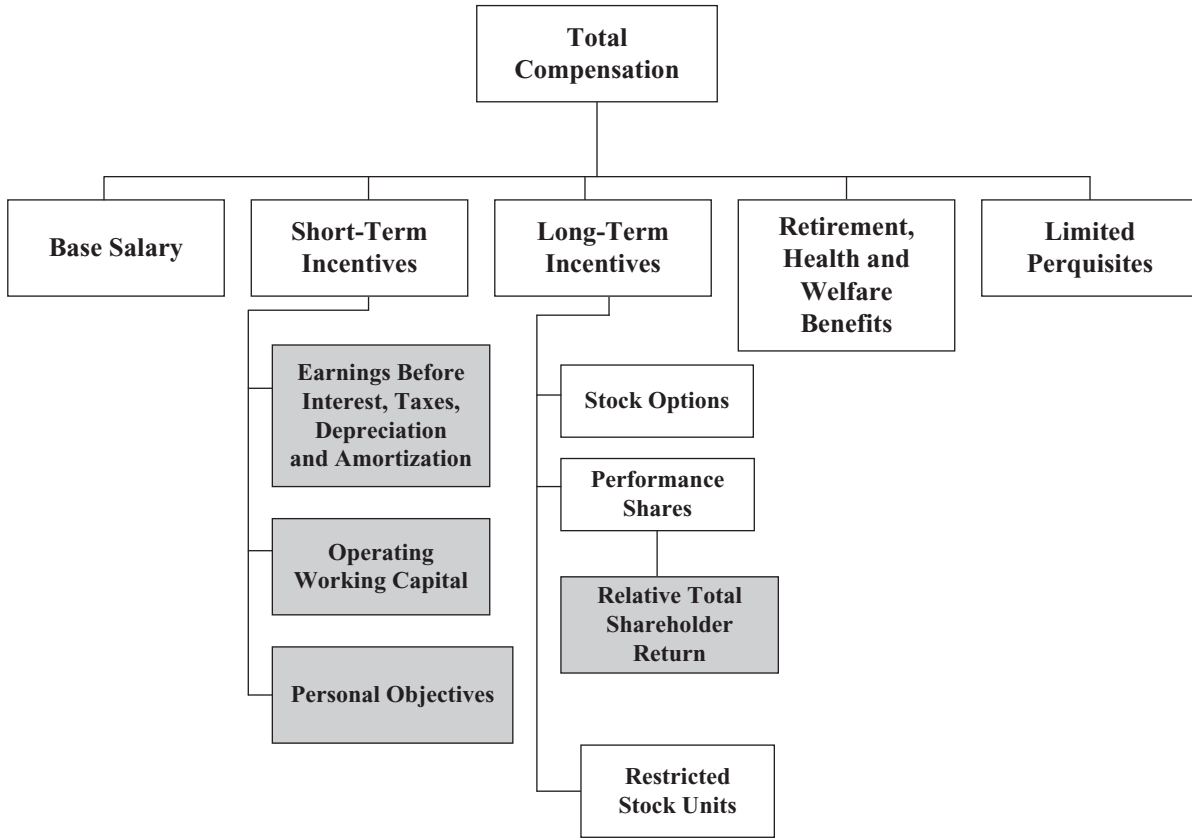 Total
Compensation
Base Salary
Short-Term
Incentives
Long-Term
Incentives
Retirement,
Health and
Welfare
Benefits
Limited
Perquisites
Earnings Before
Interest, Taxes,
Depreciation
and Amortization
Operating
Working Capital
Personal Objectives
Stock Options
Performance
Shares
Relative Total
Shareholder
Return
Restricted
Stock Units